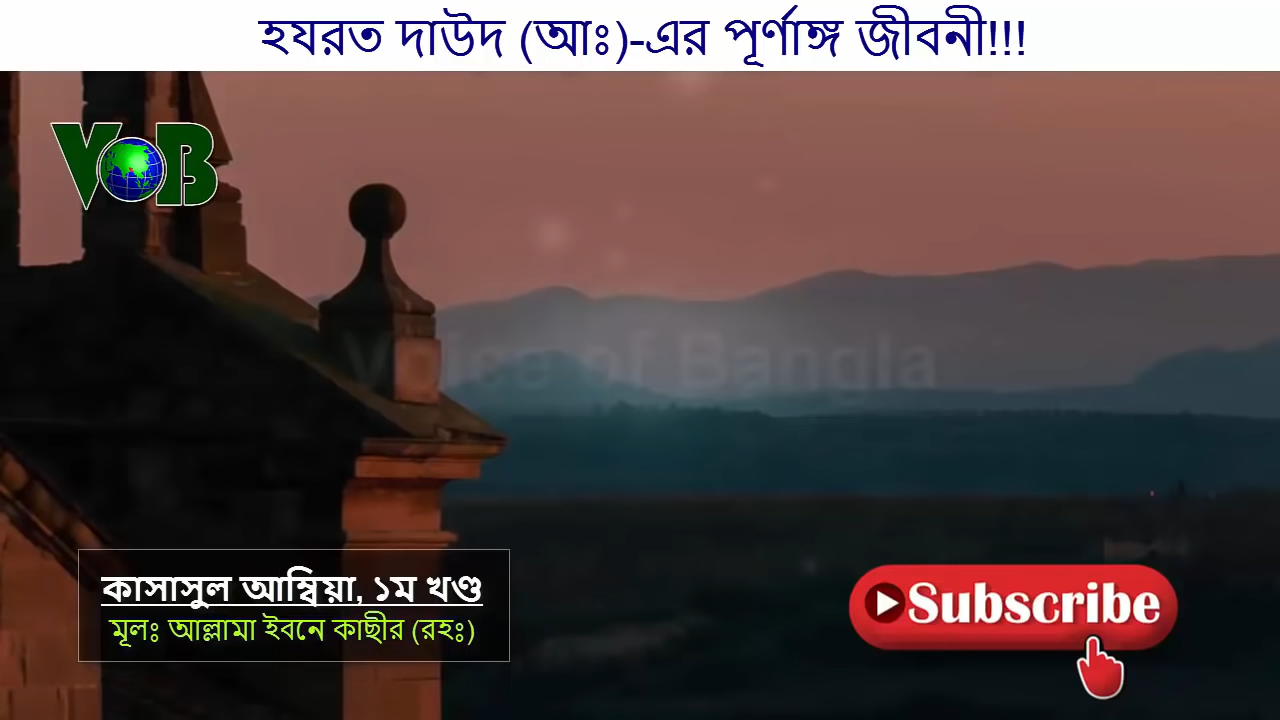 হযরত দাউদ (আঃ)-এর পূর্ণাঙ্গ জীবনী!!!
VOB
Voice of Bangla
কাসাসুল আম্বিয়া, ১ম খণ্ড
মূলঃ আল্লামা ইবনে কাছীর (রহঃ)
Subscribe